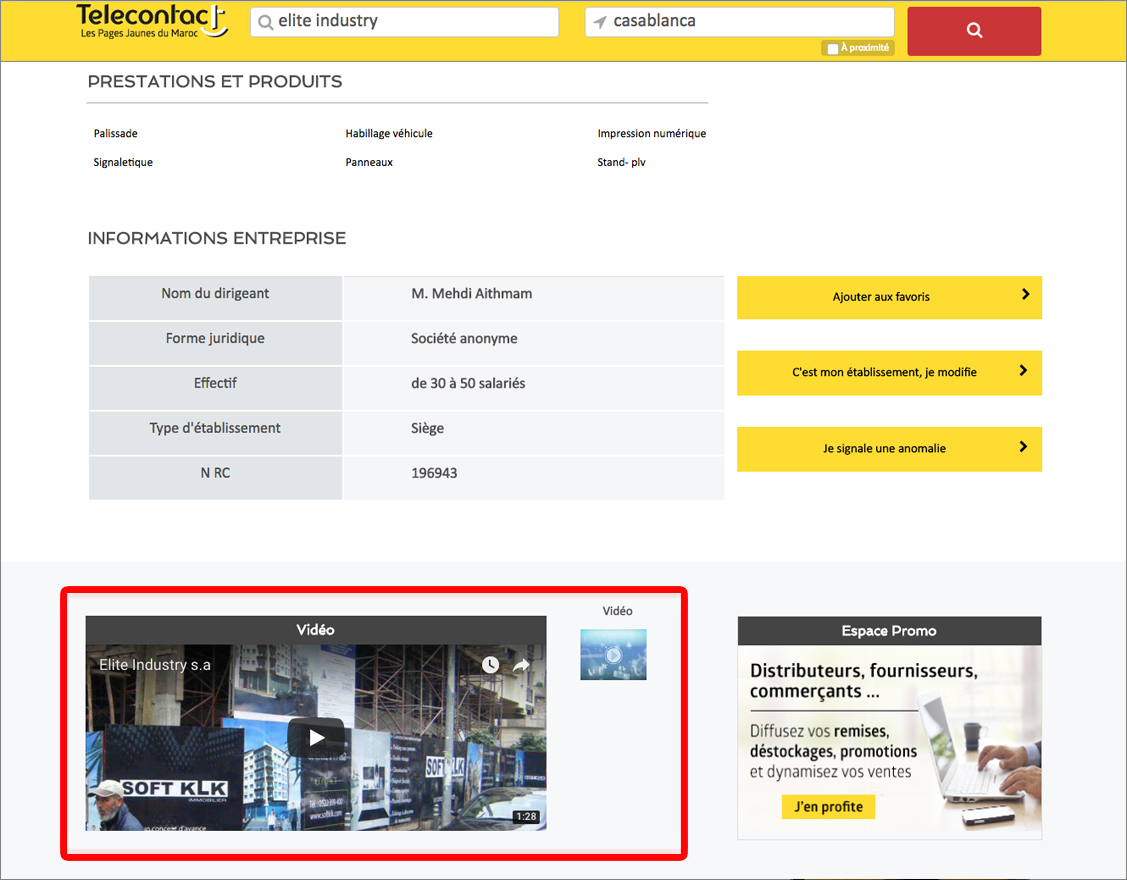 Telecontact
Les Pages Jaunes du Maroc
elite industry
casablanca
À proximité
PRESTATIONS ET PRODUITS
Palissade
Habillage véhicule
Impression numérique
Signaletique
Panneaux
Stand- plv
INFORMATIONS ENTREPRISE
Nom du dirigeant
M. Mehdi Aithmam
Forme juridique
Société anonyme
Effectif
de 30 à 50 salariés
Type d'établissement
Siège
N RC
196943
Ajouter aux favoris
C'est mon établissement, je modifie
Je signale une anomalie
Vidéo
Elite Industry s.a
SOFT KLK
IMMOBILIER
SOFT KLK
1:28
Vidéo
Espace Promo
Distributeurs, fournisseurs,
commerçants ...
Diffusez vos remises,
déstockages, promotions
et dynamisez vos ventes
J'en profite